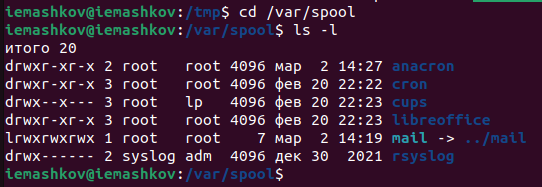 iemashkov@iemashkov:/tmp$ cd /var/spool
iemashkov@iemashkov:/var/spool$ ls -l
итого 20
drwxr-xr-x 2 root   root 4096 мар  2 14:27 anacron
drwxr-xr-x 3 root   root 4096 фев 20 22:22 cron
drwx--x--- 3 root   lp   4096 фев 20 22:23 cups
drwxr-xr-x 3 root   root 4096 фев 20 22:23 libreoffice
lrwxrwxrwx 1 root   root    7 мар  2 14:19 mail -> ../mail
drwx------ 2 syslog adm  4096 дек 30  2021 rsyslog
iemashkov@iemashkov:/var/spool$